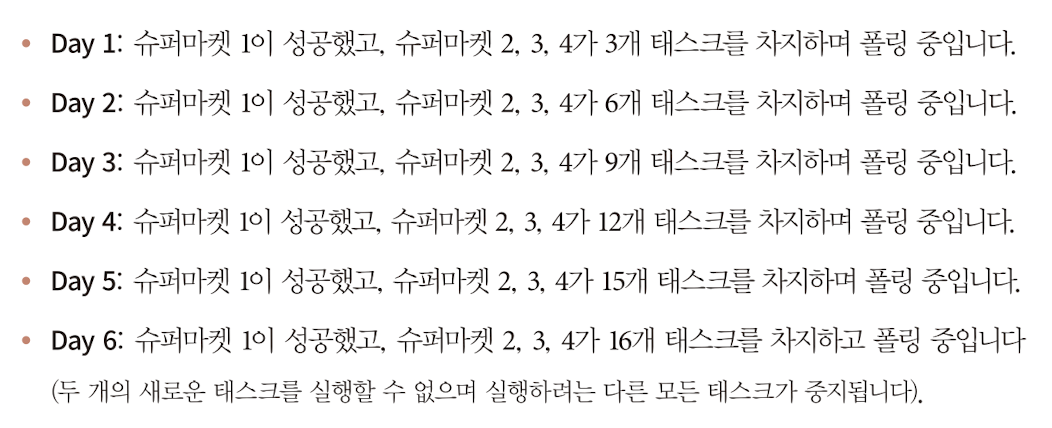 • Day 1: 슈퍼마켓 1이 성공했고, 슈퍼마켓 2, 3, 4가 3개 태스크를 차지하며 폴링 중입니다.
• Day 2: 슈퍼마켓 1이 성공했고, 슈퍼마켓 2, 3, 4가 6개 태스크를 차지하며 폴링 중입니다.
• Day 3: 슈퍼마켓 1이 성공했고, 슈퍼마켓 2, 3, 4가 9개 태스크를 차지하며 폴링 중입니다.
• Day 4: 슈퍼마켓 1이 성공했고, 슈퍼마켓 2, 3, 4가 12개 태스크를 차지하며 폴링 중입니다.
• Day 5: 슈퍼마켓 1이 성공했고, 슈퍼마켓 2, 3, 4가 15개 태스크를 차지하며 폴링 중입니다.
• Day 6: 슈퍼마켓 1이 성공했고, 슈퍼마켓 2, 3, 4가 16개 태스크를 차지하고 폴링 중입니다
(두 개의 새로운 태스크를 실행할 수 없으며 실행하려는 다른 모든 태스크가 중지됩니다).